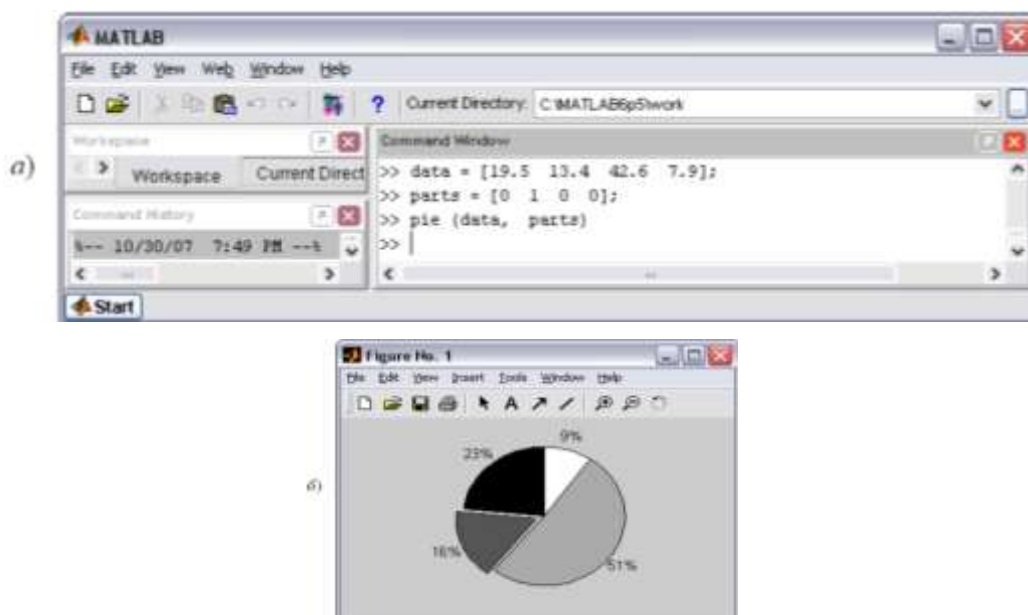 MATLAB
File Edit View Web Window Help
? Current Directory: C:\MATLAB6p5\work
Workspace
Command Window
а)
Workspace Current Direct
>> data = [19.5 13.4 42.6 7.9];
>> parts = [0 1 0 0];
Command History
>> pie (data, parts)
%-- 10/30/07 7:49 PM --%
>>
Start
Figure No. 1
File Edit View Insert Tools Window Help
A
9%
23%
б)
16%
51%